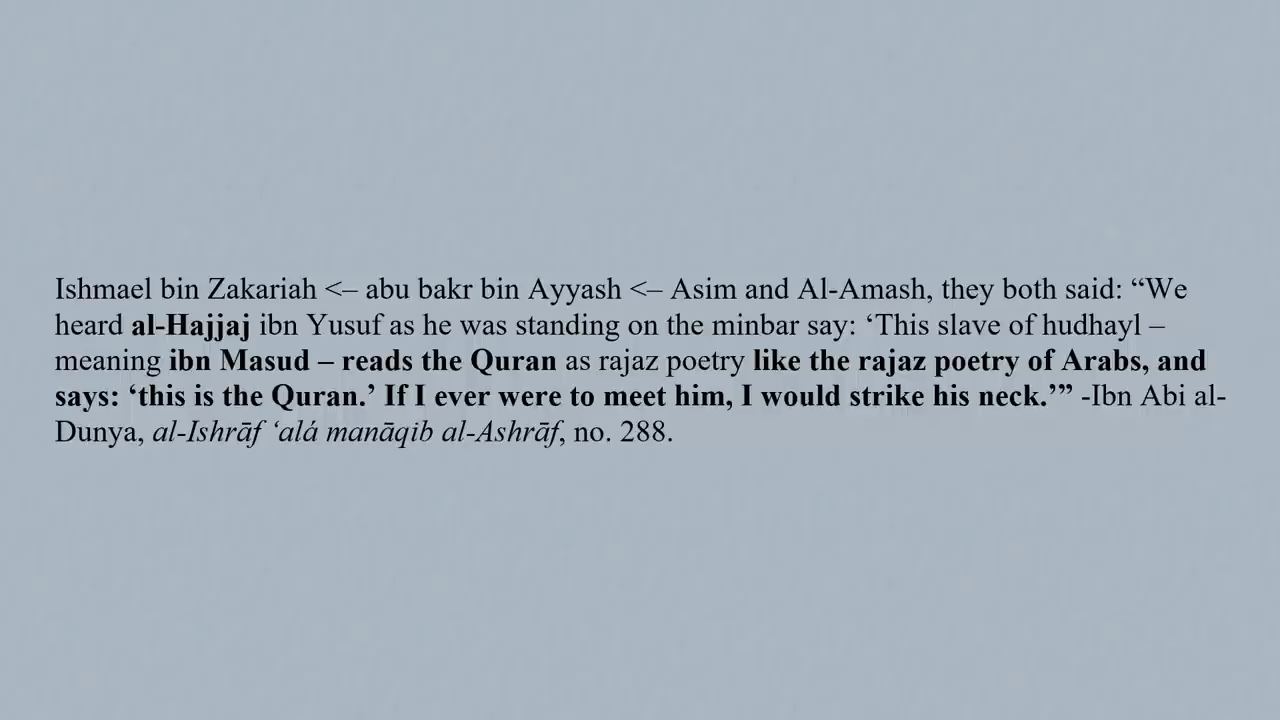 Ishmael bin Zakariah <– abu bakr bin Ayyash <– Asim and Al-Amash, they both said: “We
heard al-Hajjaj ibn Yusuf as he was standing on the minbar say: ‘This slave of hudhayl –
meaning ibn Masud – reads the Quran as rajaz poetry like the rajaz poetry of Arabs, and
says: ‘this is the Quran.’ If I ever were to meet him, I would strike his neck.’” -Ibn Abi al-
Dunya, al-Ishrāf ‘alá manāqib al-Ashrāf, no. 288.